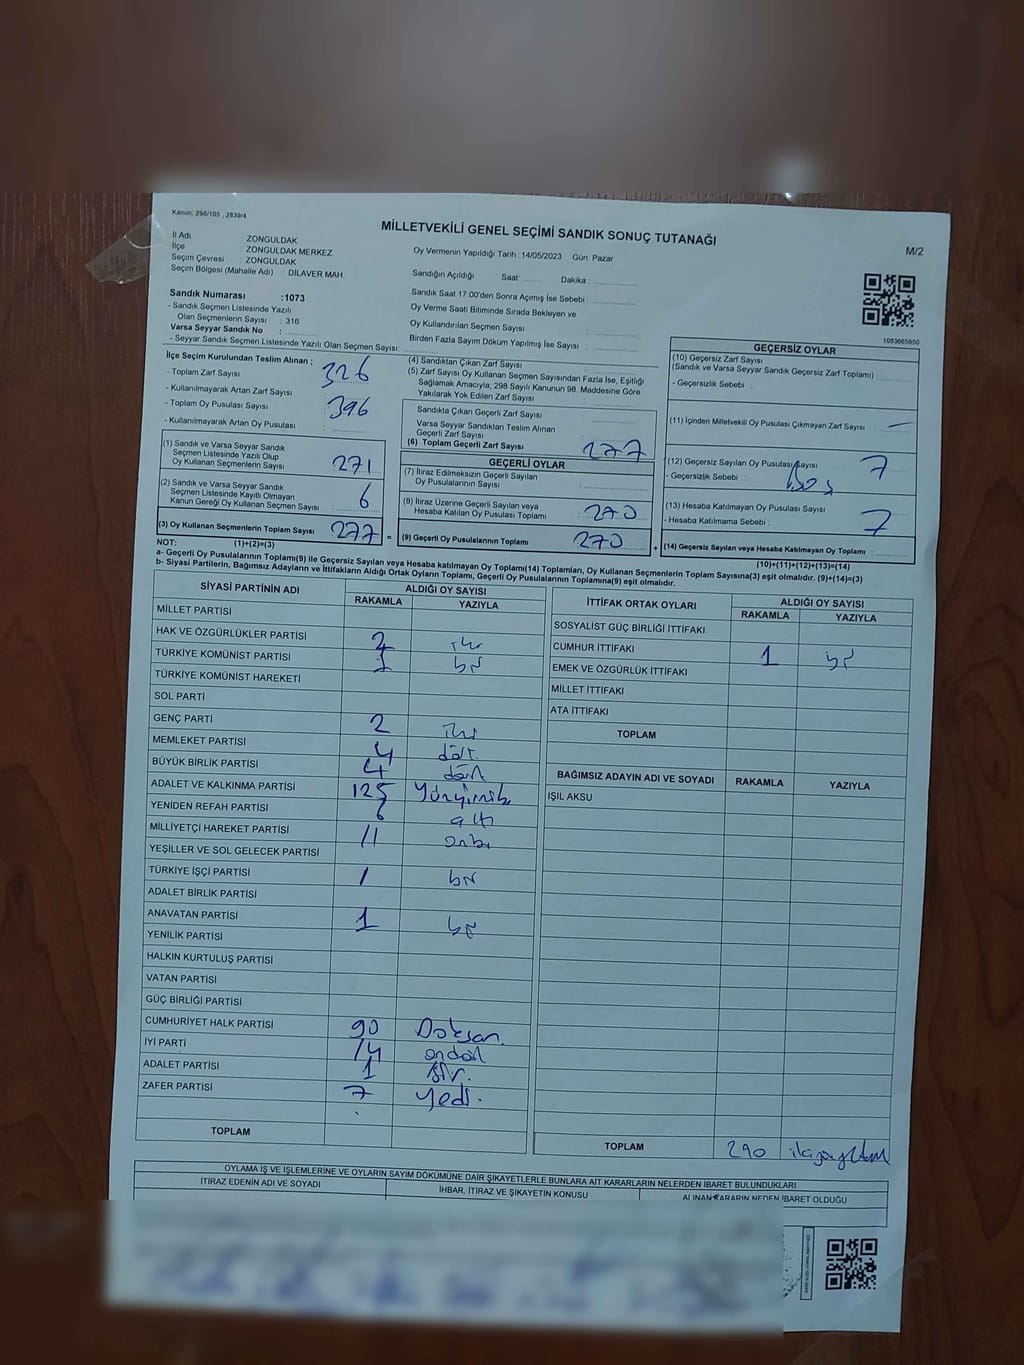 Kanun: 298/105 , 2839/4
MİLLETVEKİLİ GENEL SEÇİMİ SANDIK SONUÇ TUTANAĞI
M/2
İl Adı : ZONGULDAK
İlçe : ZONGULDAK MERKEZ
Seçim Çevresi : ZONGULDAK
Seçim Bölgesi (Mahalle Adı) : DİLAVER MAH.
Oy Vermenin Yapıldığı Tarih :14/05/2023 Gün: Pazar
Sandığın Açıldığı Saat: Dakika :
Sandık Saat 17.00'den Sonra Açımış İse Sebebi :
Oy Verme Saati Bitiminde Sırada Bekleyen ve
Oy Kullandırılan Seçmen Sayısı :
Birden Fazla Sayım Döküm Yapılmış İse Sayısı :
Sandık Numarası :1073
- Sandık Seçmen Listesinde Yazılı
Olan Seçmenlerin Sayısı : 316
Varsa Seyyar Sandık No :
- Seyyar Sandık Seçmen Listesinde Yazılı Olan Seçmen Sayısı:
1083665950
İlçe Seçim Kurulundan Teslim Alınan ;
- Toplam Zarf Sayısı : 326
- Kullanılmayarak Artan Zarf Sayısı :
- Toplam Oy Pusulası Sayısı : 396
- Kullanılmayarak Artan Oy Pusulası :
(1) Sandık ve Varsa Seyyar Sandık
Seçmen Listesinde Yazılı Olup
Oy Kullanan Seçmenlerin Sayısı : 271
(2) Sandık ve Varsa Seyyar Sandık
Seçmen Listesinde Kayıtlı Olmayan
Kanun Gereği Oy Kullanan Seçmen Sayısı : 6
(3) Oy Kullanan Seçmenlerin Toplam Sayısı 277 =
(4) Sandıktan Çıkan Zarf Sayısı :
(5) Zarf Sayısı Oy Kullanan Seçmen Sayısından Fazla İse, Eşitliği
Sağlamak Amacıyla; 298 Sayılı Kanunun 98. Maddesine Göre
Yakılarak Yok Edilen Zarf Sayısı :
Sandıkta Çıkan Geçerli Zarf Sayısı :
Varsa Seyyar Sandıktan Teslim Alınan
Geçerli Zarf Sayısı :
(6) Toplam Geçerli Zarf Sayısı : 277
GEÇERLİ OYLAR
(7) İtiraz Edilmeksizin Geçerli Sayılan
Oy Pusulalarının Sayısı :
(8) İtiraz Üzerine Geçerli Sayılan veya
Hesaba Katılan Oy Pusulası Toplamı : 270
(9) Geçerli Oy Pusulalarının Toplamı 270 +
GEÇERSİZ OYLAR
(10) Geçersiz Zarf Sayısı
(Sandık ve Varsa Seyyar Sandık Geçersiz Zarf Toplamı) :
- Geçersizlik Sebebi :
(11) İçinden Milletvekili Oy Pusulası Çıkmayan Zarf Sayısı : —
(12) Geçersiz Sayılan Oy Pusulası Sayısı 7
- Geçersizlik Sebebi : Boş
(13) Hesaba Katılmayan Oy Pusulası Sayısı : 7
- Hesaba Katılmama Sebebi :
(14) Geçersiz Sayılan veya Hesaba Katılmayan Oy Toplamı :
NOT: (1)+(2)=(3) (10)+(11)+(12)+(13)=(14)
a- Geçerli Oy Pusulalarının Toplamı(9) ile Geçersiz Sayılan veya Hesaba katılmayan Oy Toplamı(14) Toplamları, Oy Kullanan Seçmenlerin Toplam Sayısına(3) eşit olmalıdır. (9)+(14)=(3)
b- Siyasi Partilerin, Bağımsız Adayların ve İttifakların Aldığı Ortak Oyların Toplamı, Geçerli Oy Pusulalarının Toplamına(9) eşit olmalıdır.
SİYASİ PARTİNİN ADI ALDIĞI OY SAYISI
RAKAMLA YAZIYLA
MİLLET PARTİSİ
HAK VE ÖZGÜRLÜKLER PARTİSİ 2 iki
TÜRKİYE KOMÜNİST PARTİSİ 1 bir
TÜRKİYE KOMÜNİST HAREKETİ
SOL PARTİ
GENÇ PARTİ 2 iki
MEMLEKET PARTİSİ 4 dört
BÜYÜK BİRLİK PARTİSİ 4 dört
ADALET VE KALKINMA PARTİSİ 125
YENİDEN REFAH PARTİSİ 6 altı
MİLLİYETÇİ HAREKET PARTİSİ 11 onbir
YEŞİLLER VE SOL GELECEK PARTİSİ
TÜRKİYE İŞÇİ PARTİSİ 1 bir
ADALET BİRLİK PARTİSİ
ANAVATAN PARTİSİ 1 bir
YENİLİK PARTİSİ
HALKIN KURTULUŞ PARTİSİ
VATAN PARTİSİ
GÜÇ BİRLİĞİ PARTİSİ
CUMHURİYET HALK PARTİSİ 90 Doksan.
İYİ PARTİ 14 ondört
ADALET PARTİSİ 1 Bir.
ZAFER PARTİSİ 7 Yedi.
TOPLAM
İTTİFAK ORTAK OYLARI ALDIĞI OY SAYISI
RAKAMLA YAZIYLA
SOSYALİST GÜÇ BİRLİĞİ İTTİFAKI
CUMHUR İTTİFAKI 1 bir
EMEK VE ÖZGÜRLÜK İTTİFAKI
MİLLET İTTİFAKI
ATA İTTİFAKI
TOPLAM
BAĞIMSIZ ADAYIN ADI VE SOYADI RAKAMLA YAZIYLA
IŞIL AKSU
TOPLAM 290
OYLAMA İŞ VE İŞLEMLERİNE VE OYLARIN SAYIM DÖKÜMÜNE DAİR ŞİKAYETLERLE BUNLARA AİT KARARLARIN NELERDEN İBARET BULUNDUKLARI
İTİRAZ EDENİN ADI VE SOYADI İHBAR, İTİRAZ VE ŞİKAYETİN KONUSU ALINAN KARARIN NEDEN İBARET OLDUĞU